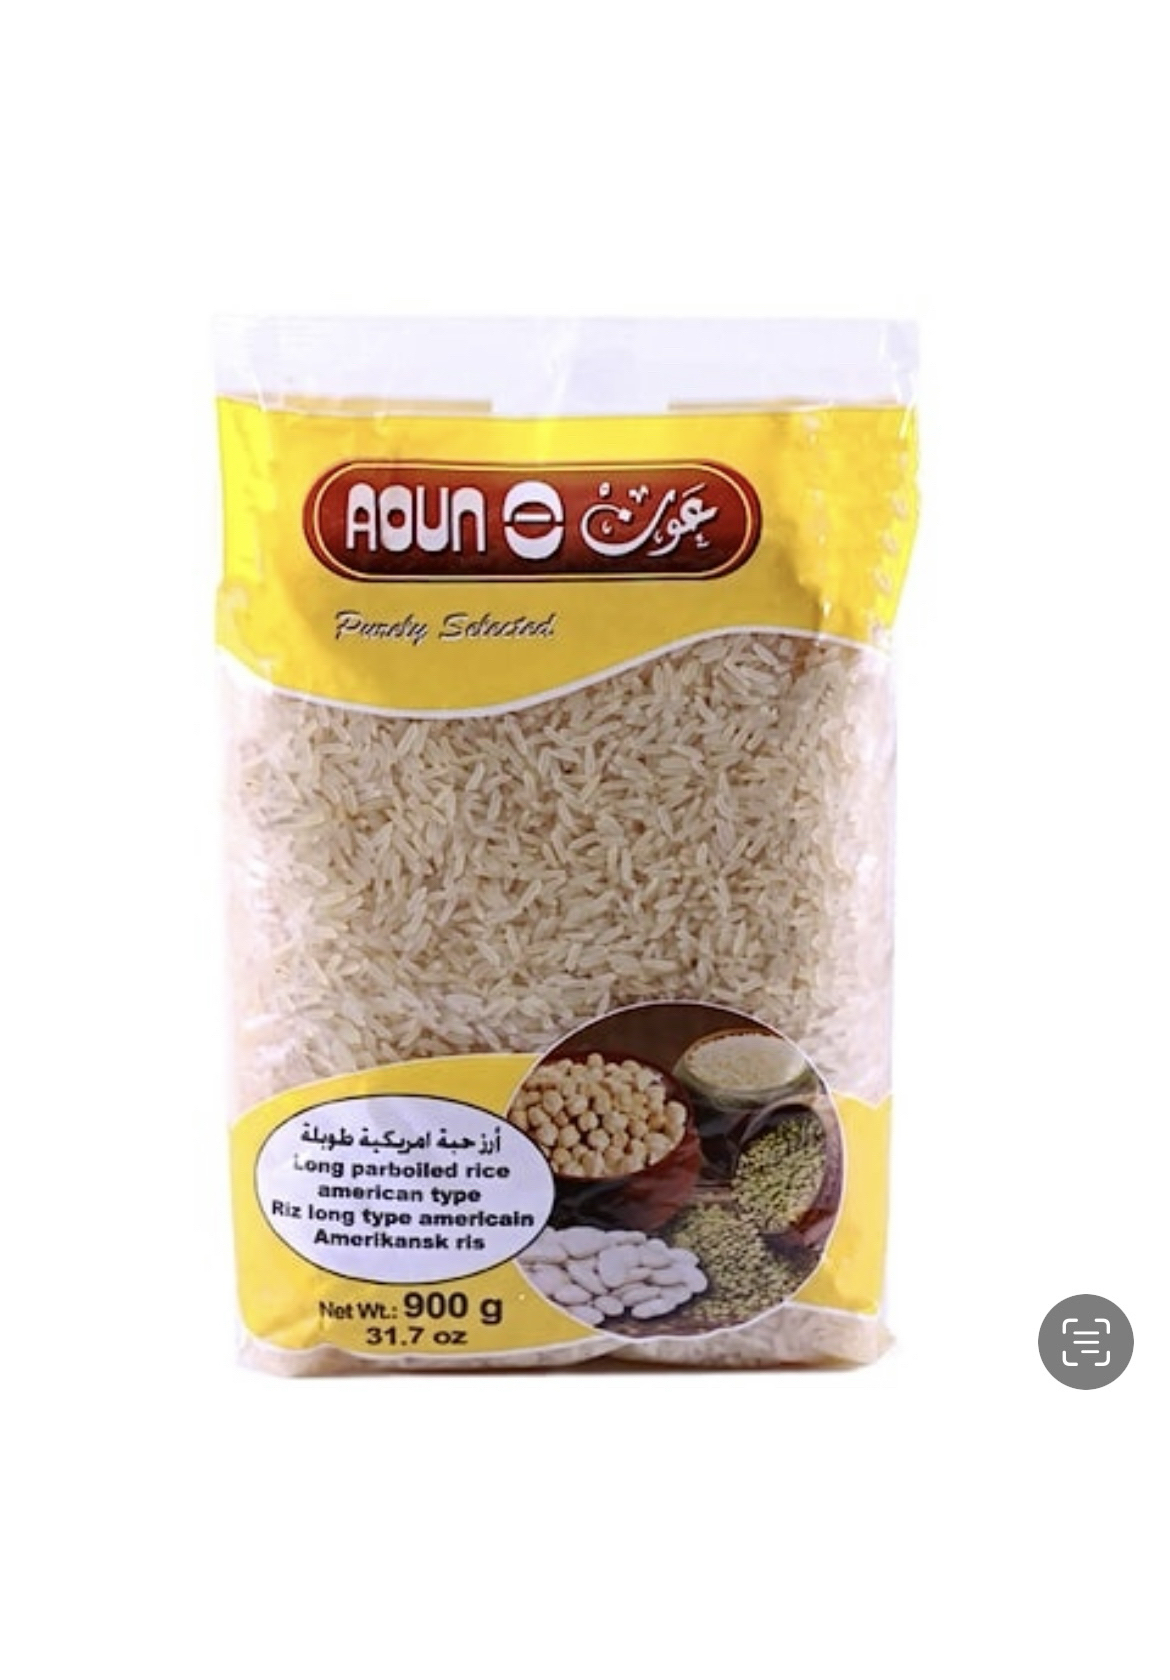 AOUN عون
Purely Selected
أرز حبة امريكية طويلة
Long parboiled rice
american type
Riz long type americain
Amerikansk ris
Net Wt.: 900 g
31.7 oz